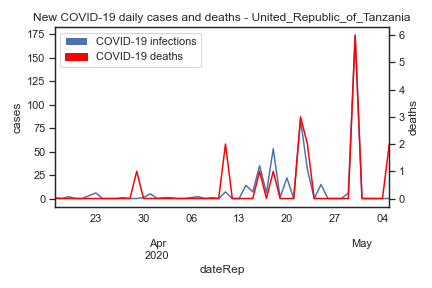 New COVID-19 daily cases and deaths - United_Republic_of_Tanzania
COVID-19 infections
COVID-19 deaths
175
150
125
100
75
50
25
0
cases
6
5
4
3
2
1
0
deaths
23 30 06 13 20 27 04
Apr May
2020
dateRep